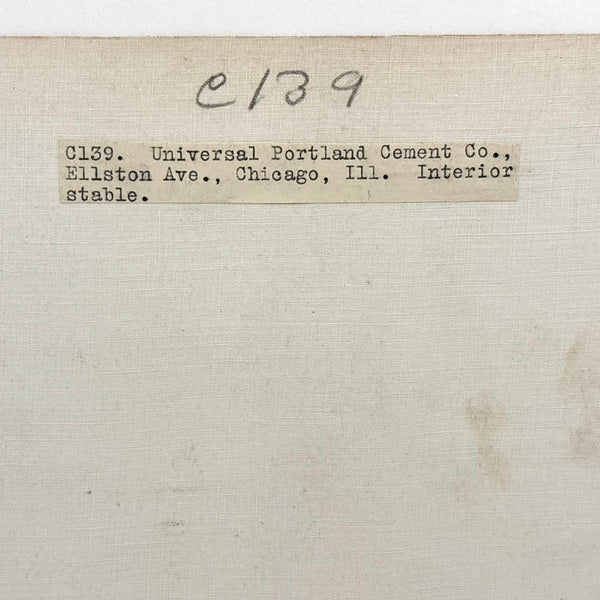 C139
C139.  Universal Portland Cement Co.,
Ellston Ave., Chicago, Ill.  Interior
stable.